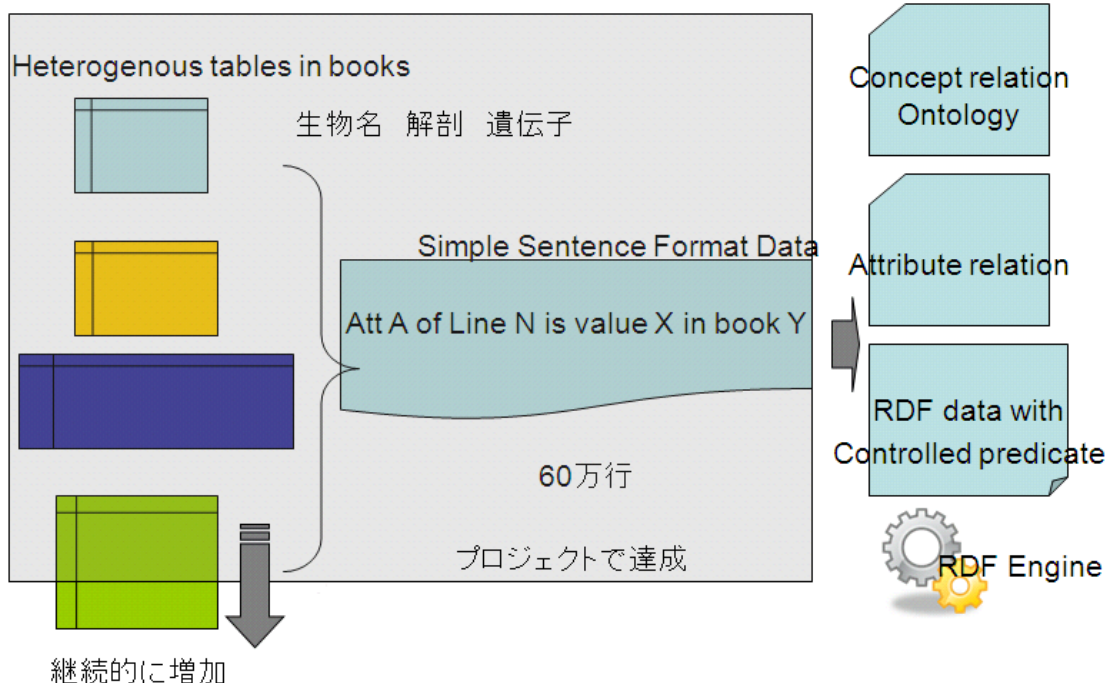 Heterogenous tables in books
生物名 解剖 遺伝子
Simple Sentence Format Data
Att A of Line N is value X in book Y
60万行
プロジェクトで達成
継続的に増加
Concept relation
Ontology
Attribute relation
RDF data with
Controlled predicate
RDF Engine